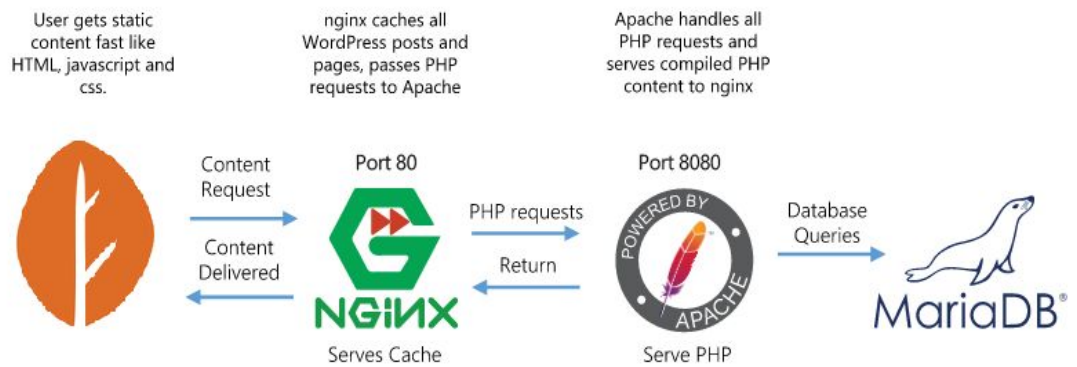 User gets static
content fast like
HTML, javascript and
css.
nginx caches all
WordPress posts and
pages, passes PHP
requests to Apache
Apache handles all
PHP requests and
serves compiled PHP
content to nginx
Content
Request
Content
Delivered
Port 80
NGiNX
Serves Cache
PHP requests
Return
Port 8080
POWERED BY
APACHE
Serve PHP
Database
Queries
MariaDB®